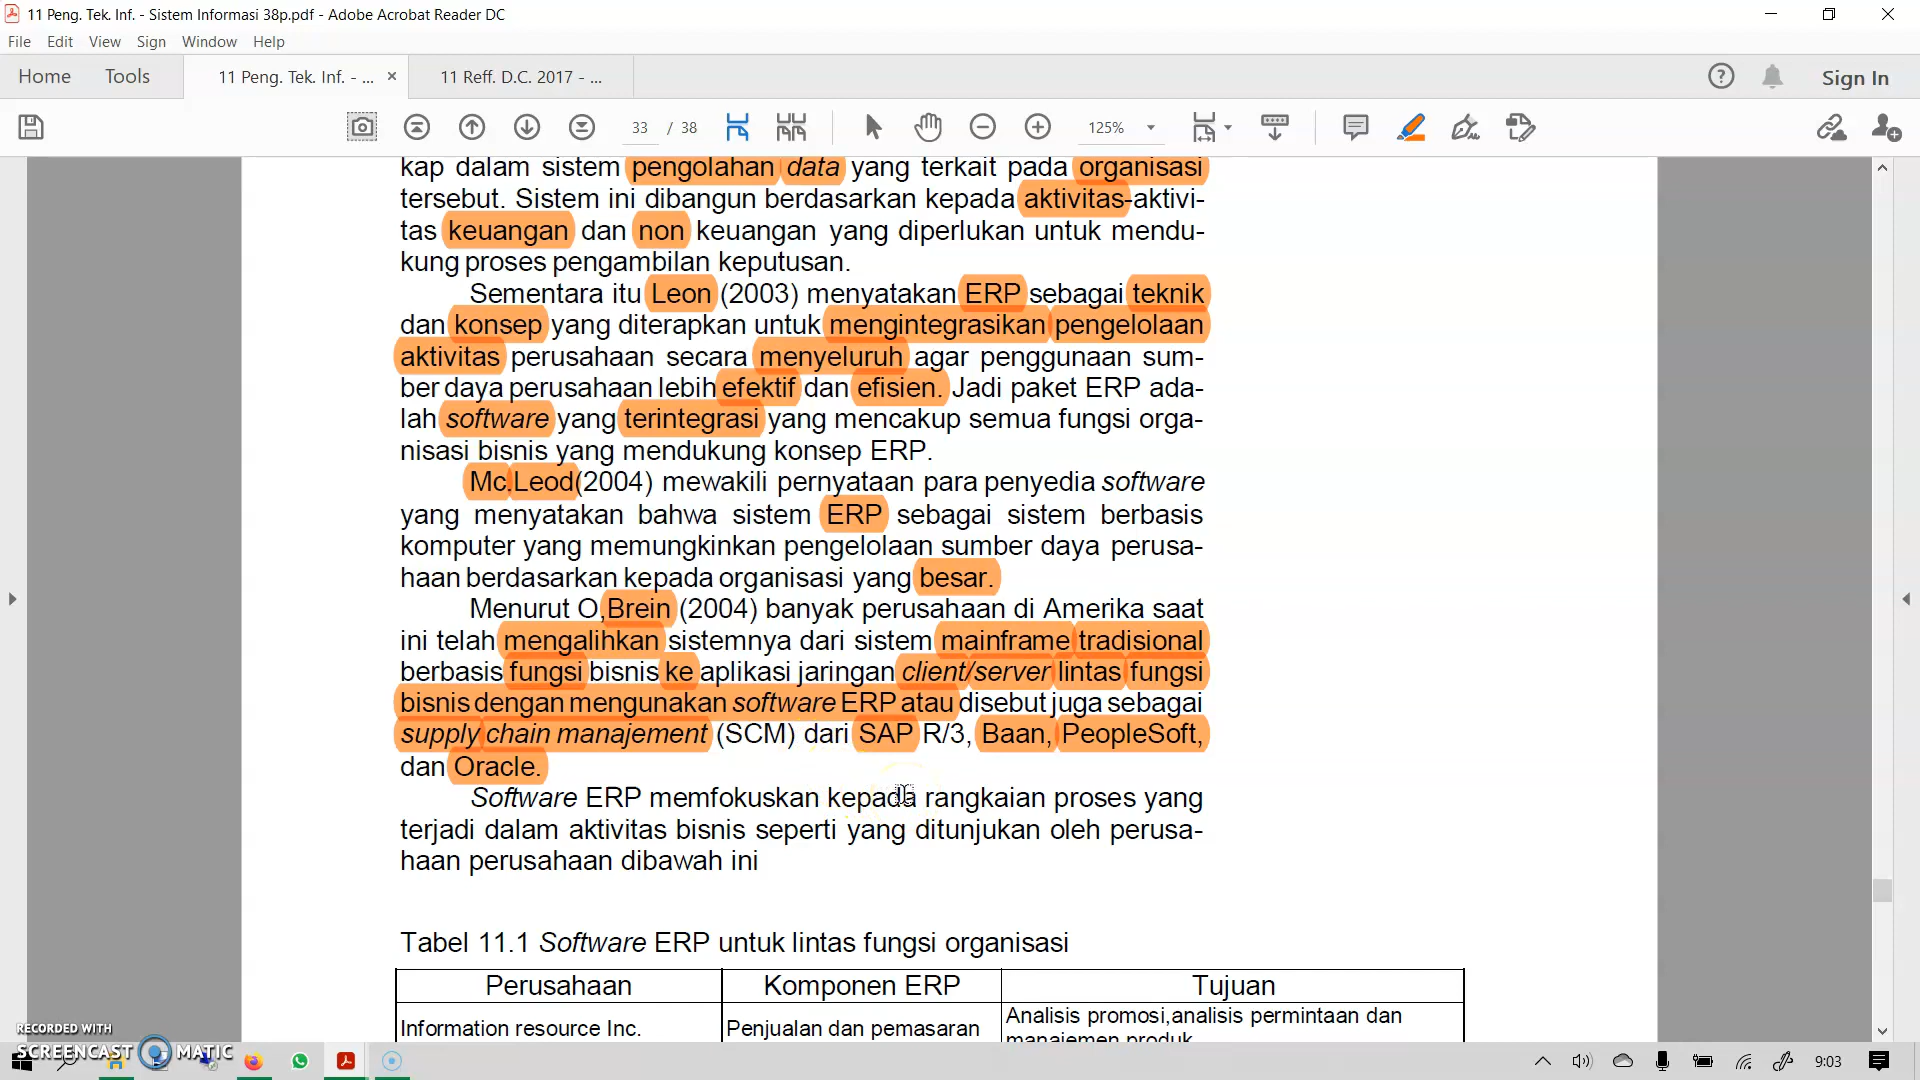 11 Peng. Tek. Inf. - Sistem Informasi 38p.pdf - Adobe Acrobat Reader DC
File Edit View Sign Window Help
Home Tools 11 Peng. Tek. Inf. - ... 11 Reff. D.C. 2017 - ... Sign In
33 / 38 125%
kap dalam sistem pengolahan data yang terkait pada organisasi
tersebut. Sistem ini dibangun berdasarkan kepada aktivitas-aktivi-
tas keuangan dan non keuangan yang diperlukan untuk mendu-
kung proses pengambilan keputusan.
Sementara itu Leon (2003) menyatakan ERP sebagai teknik
dan konsep yang diterapkan untuk mengintegrasikan pengelolaan
aktivitas perusahaan secara menyeluruh agar penggunaan sum-
ber daya perusahaan lebih efektif dan efisien. Jadi paket ERP ada-
lah software yang terintegrasi yang mencakup semua fungsi orga-
nisasi bisnis yang mendukung konsep ERP.
Mc.Leod(2004) mewakili pernyataan para penyedia software
yang menyatakan bahwa sistem ERP sebagai sistem berbasis
komputer yang memungkinkan pengelolaan sumber daya perusa-
haan berdasarkan kepada organisasi yang besar.
Menurut O,Brein (2004) banyak perusahaan di Amerika saat
ini telah mengalihkan sistemnya dari sistem mainframe tradisional
berbasis fungsi bisnis ke aplikasi jaringan client/server lintas fungsi
bisnis dengan mengunakan software ERP atau disebut juga sebagai
supply chain manajement (SCM) dari SAP R/3, Baan, PeopleSoft,
dan Oracle.
Software ERP memfokuskan kepada rangkaian proses yang
terjadi dalam aktivitas bisnis seperti yang ditunjukan oleh perusa-
haan perusahaan dibawah ini
Tabel 11.1 Software ERP untuk lintas fungsi organisasi
Perusahaan Komponen ERP Tujuan
Information resource Inc. Penjualan dan pemasaran Analisis promosi,analisis permintaan dan
manajemen produk
RECORDED WITH
SCREENCAST MATIC
9:03